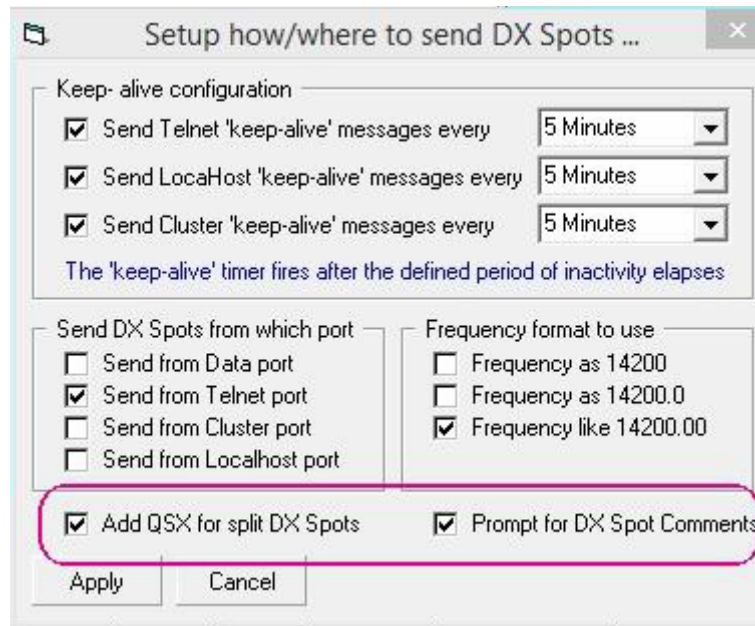 Setup how/where to send DX Spots ...
Keep- alive configuration
Send Telnet 'keep-alive' messages every 5 Minutes
Send LocaHost 'keep-alive' messages every 5 Minutes
Send Cluster 'keep-alive' messages every 5 Minutes
The 'keep-alive' timer fires after the defined period of inactivity elapses
Send DX Spots from which port
Send from Data port
Send from Telnet port
Send from Cluster port
Send from Localhost port
Frequency format to use
Frequency as 14200
Frequency as 14200.0
Frequency like 14200.00
Add QSX for split DX Spots
Prompt for DX Spot Comments
Apply
Cancel